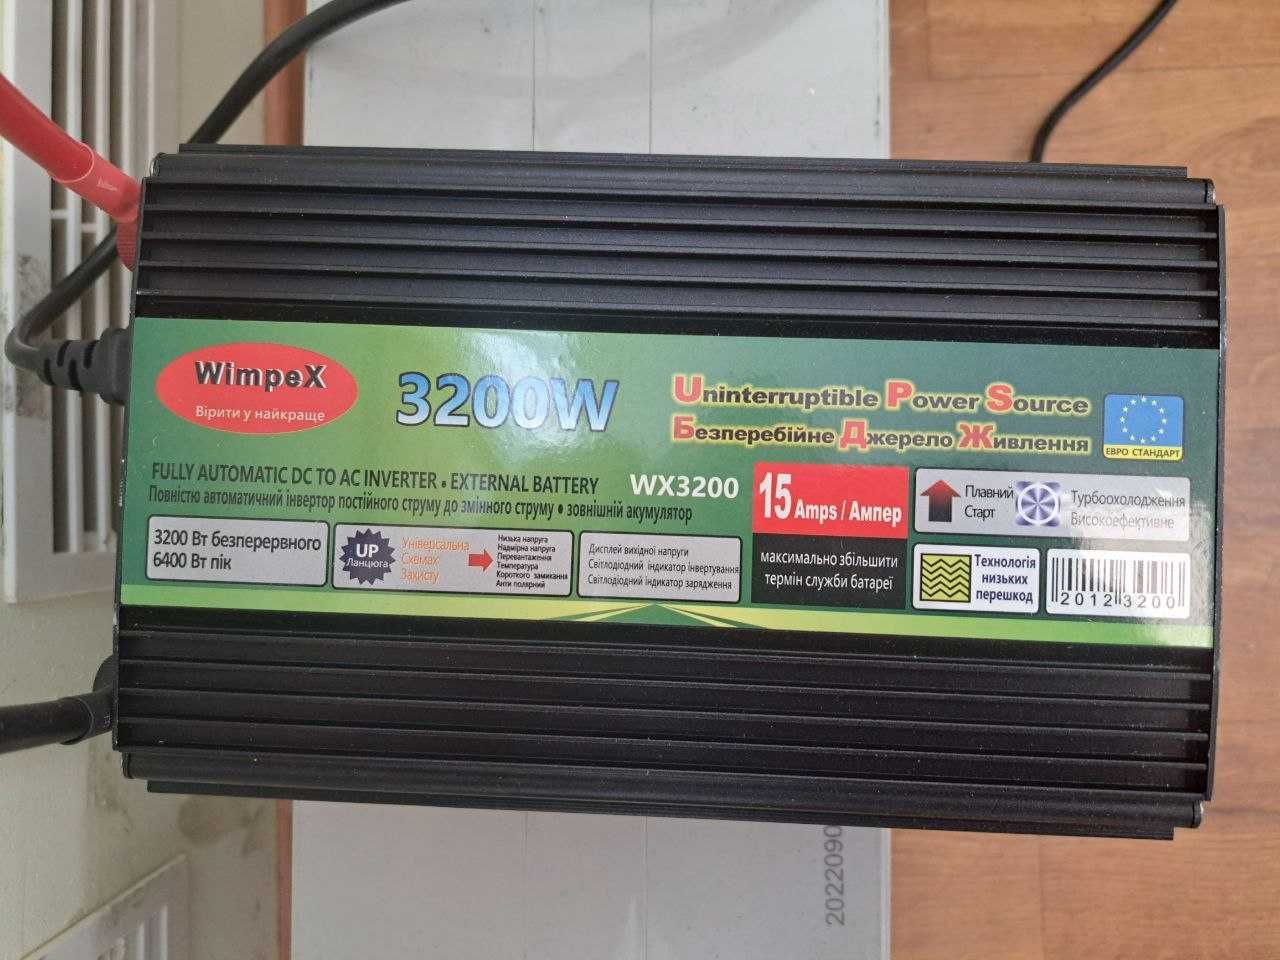 WimpeX
Вірити у найкраще
3200W
Uninterruptible Power Source
Безперебійне Джерело Живлення
ЕВРО СТАНДАРТ
FULLY AUTOMATIC DC TO AC INVERTER • EXTERNAL BATTERY
WX3200
Повністю автоматичний інвертор постійного струму до змінного струму • зовнішній акумулятор
15 Amps / Ампер
максимально збільшити
термін служби батареї
Плавний
Старт
Турбоохолодження
Високоефективне
3200 Вт безперервного
6400 Вт пік
UP
Ланцюга
Універсальна
Схемах
Захисту
Низька напруга
Надмірна напруга
Перевантаження
Температура
Короткого замикання
Анти полярний
Дисплей вихідної напруги
Світлодіодний індикатор інвертування
Світлодіодний індикатор зарядження
Технологія
низьких
перешкод
20123200
2022090